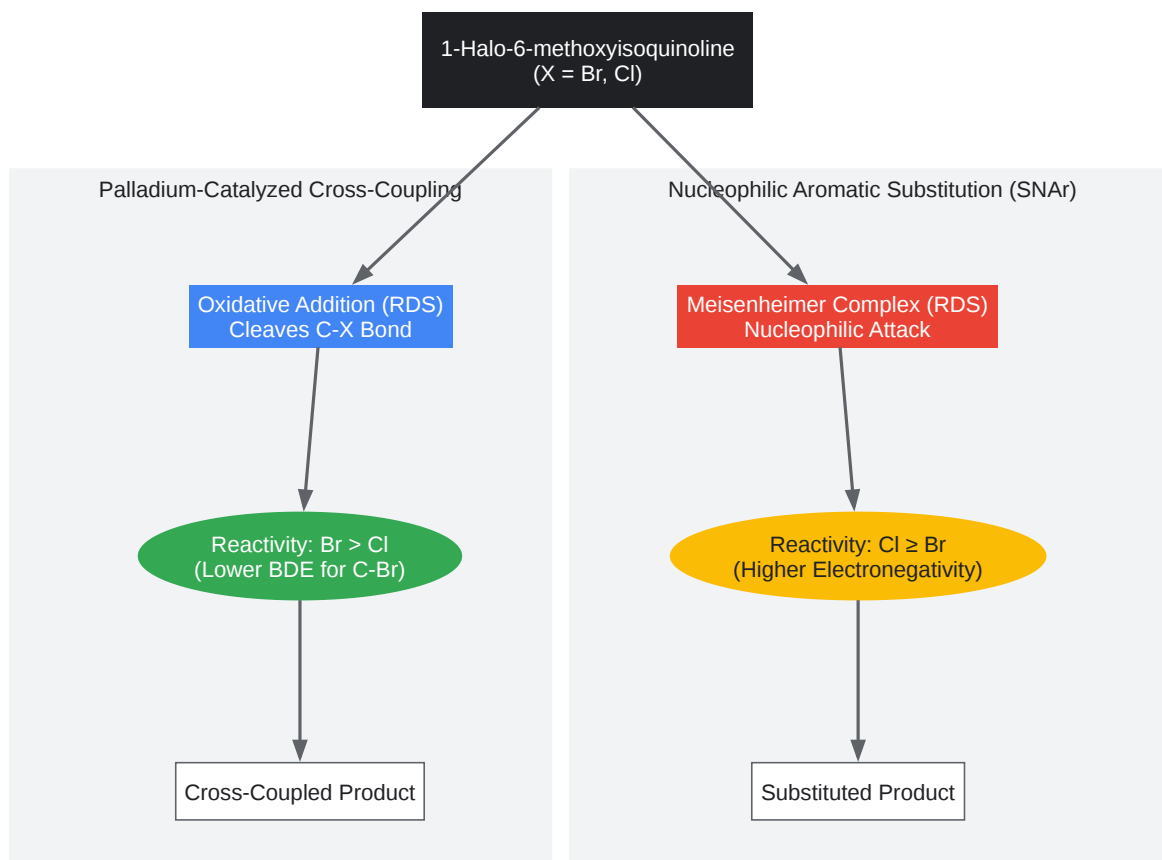 1-Halo-6-methoxyisoquinoline
(X = Br, Cl)
Palladium-Catalyzed Cross-Coupling
Oxidative Addition (RDS)
Cleaves C-X Bond
Reactivity: Br > Cl
(Lower BDE for C-Br)
Cross-Coupled Product
Nucleophilic Aromatic Substitution (SNAr)
Meisenheimer Complex (RDS)
Nucleophilic Attack
Reactivity: Cl ≥ Br
(Higher Electronegativity)
Substituted Product